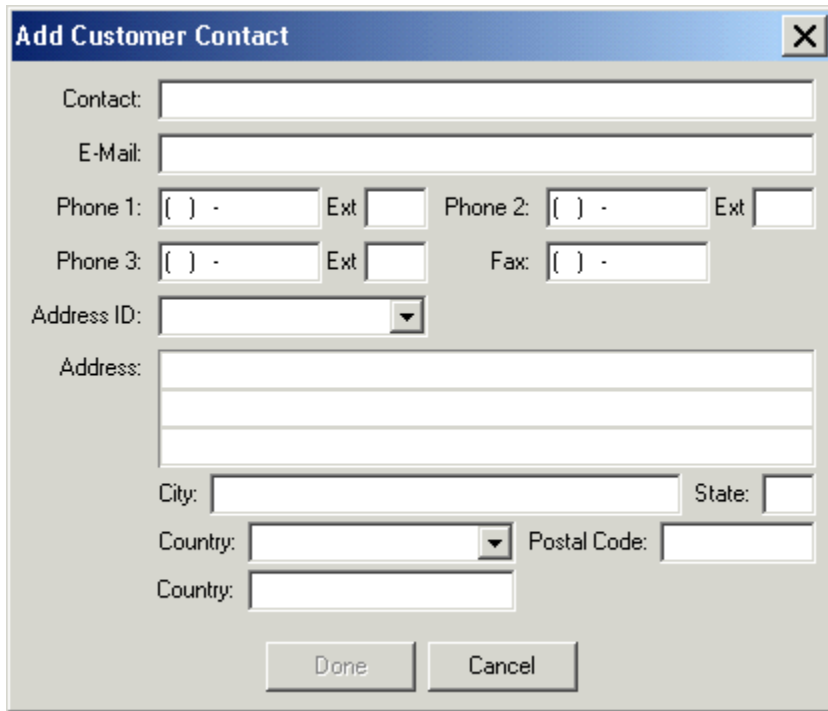 Add Customer Contact
Contact:
E-Mail:
Phone 1: ( ) - Ext Phone 2: ( ) - Ext
Phone 3: ( ) - Ext Fax: ( ) -
Address ID:
Address:
City: State:
Country: Postal Code:
Country:
Done Cancel